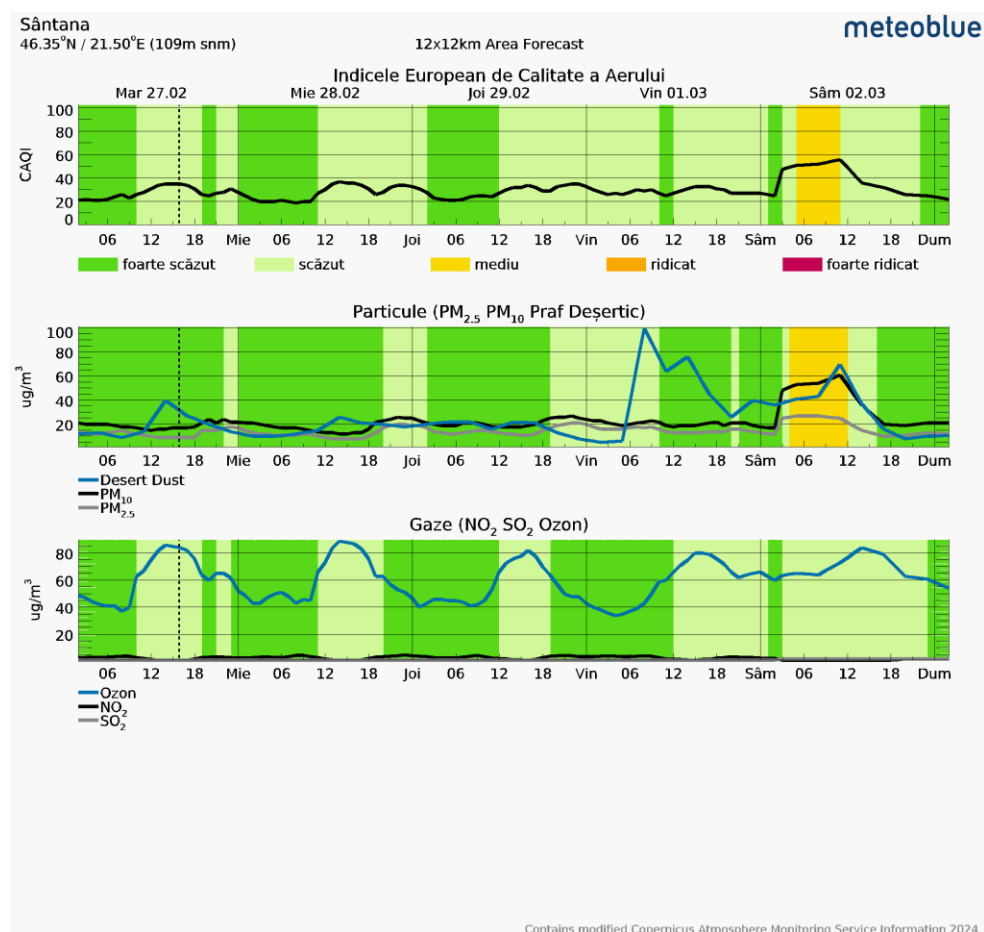 Sântana
46.35°N / 21.50°E (109m snm)
12x12km Area Forecast
meteoblue
Indicele European de Calitate a Aerului
Mar 27.02 Mie 28.02 Joi 29.02 Vin 01.03 Sâm 02.03
CAQI
100
80
60
40
20
0
06 12 18 Mie 06 12 18 Joi 06 12 18 Vin 06 12 18 Sâm 06 12 18 Dum
foarte scăzut scăzut mediu ridicat foarte ridicat
Particule (PM2.5 PM10 Praf Deșertic)
ug/m³
100
80
60
40
20
06 12 18 Mie 06 12 18 Joi 06 12 18 Vin 06 12 18 Sâm 06 12 18 Dum
Desert Dust
PM10
PM2.5
Gaze (NO2 SO2 Ozon)
ug/m³
80
60
40
20
06 12 18 Mie 06 12 18 Joi 06 12 18 Vin 06 12 18 Sâm 06 12 18 Dum
Ozon
NO2
SO2
Contains modified Copernicus Atmosphere Monitoring Service Information 2024